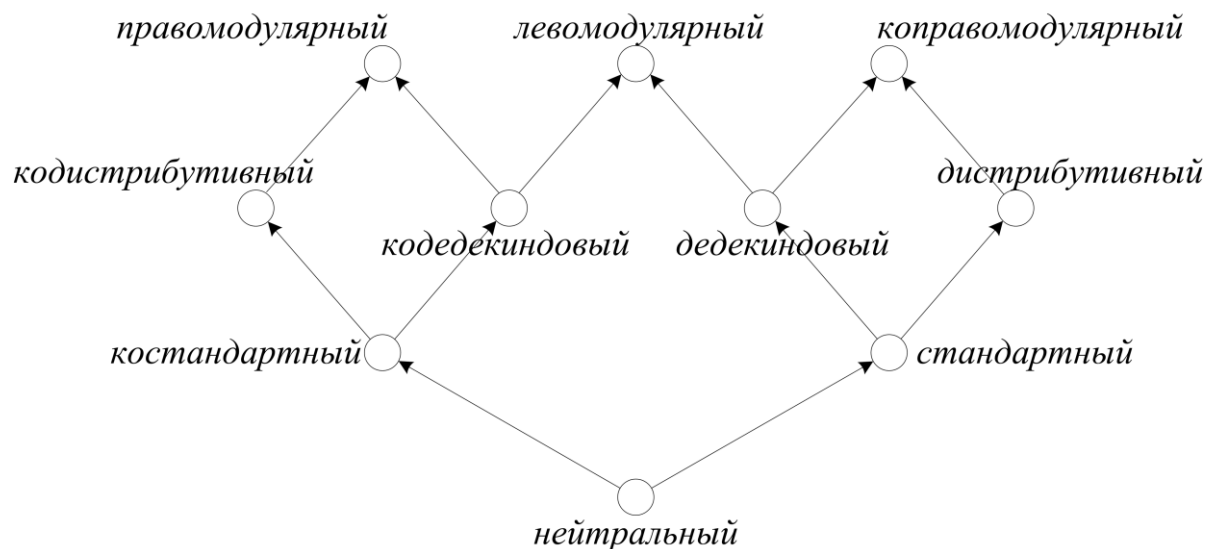 правомодулярный левомодулярный коправомодулярный
кодистрибутивный дистрибутивный
кодедекиндовый дедекиндовый
костандартный стандартный
нейтральный